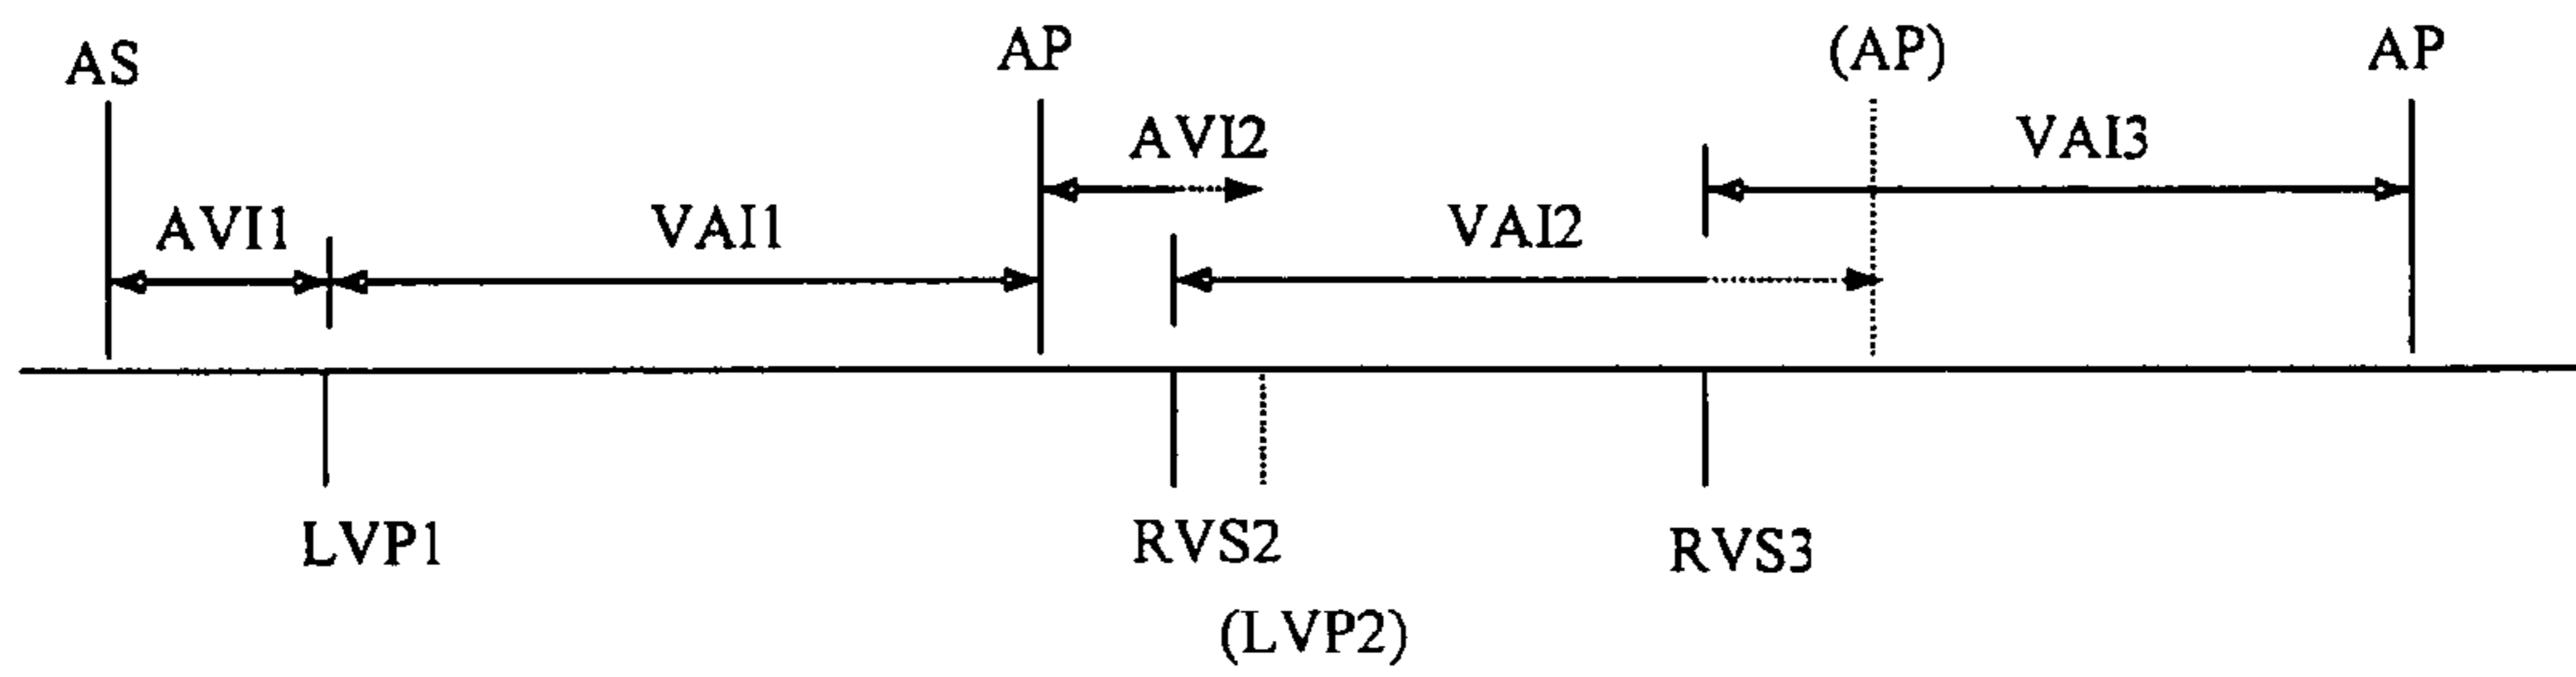 AS AP (AP) AP
AVI2 VAI3
AVI1 VAI1 VAI2
LVP1 RVS2 RVS3
(LVP2)